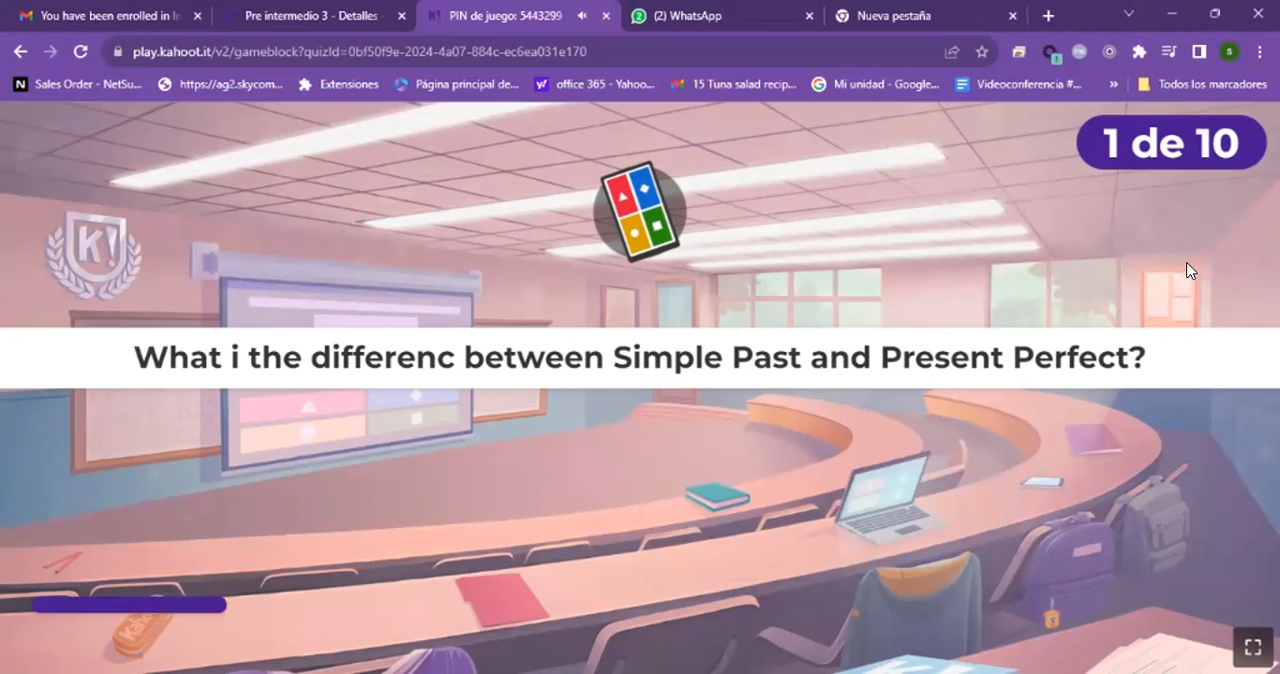 You have been enrolled in In
Pre intermedio 3 - Detalles
PIN de juego: 5443299
(2) WhatsApp
Nueva pestaña
play.kahoot.it/v2/gameblock?quizId=0bf50f9e-2024-4a07-884c-ec6ea031e170
S
Sales Order - NetSu...
https://ag2.skycom...
Extensiones
Página principal de...
office 365 - Yahoo...
15 Tuna salad recip...
Mi unidad - Google...
Videoconferencia #...
»
Todos los marcadores
1 de 10
K!
What i the differenc between Simple Past and Present Perfect?